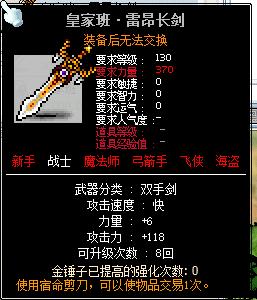 皇家班·雷昂长剑
装备后无法交换
要求等级: 130
要求力量: 370
要求敏捷: 0
要求智力: 0
要求运气: 0
要求人气度: -
道具等级: -
道具经验值: -
新手 战士 魔法师 弓箭手 飞侠 海盗
武器分类 : 双手剑
攻击速度 : 快
力量 : +6
攻击力 : +118
可升级次数 : 8回
金锤子已提高的强化次数: 0
使用宿命剪刀,可以使物品交易1次。